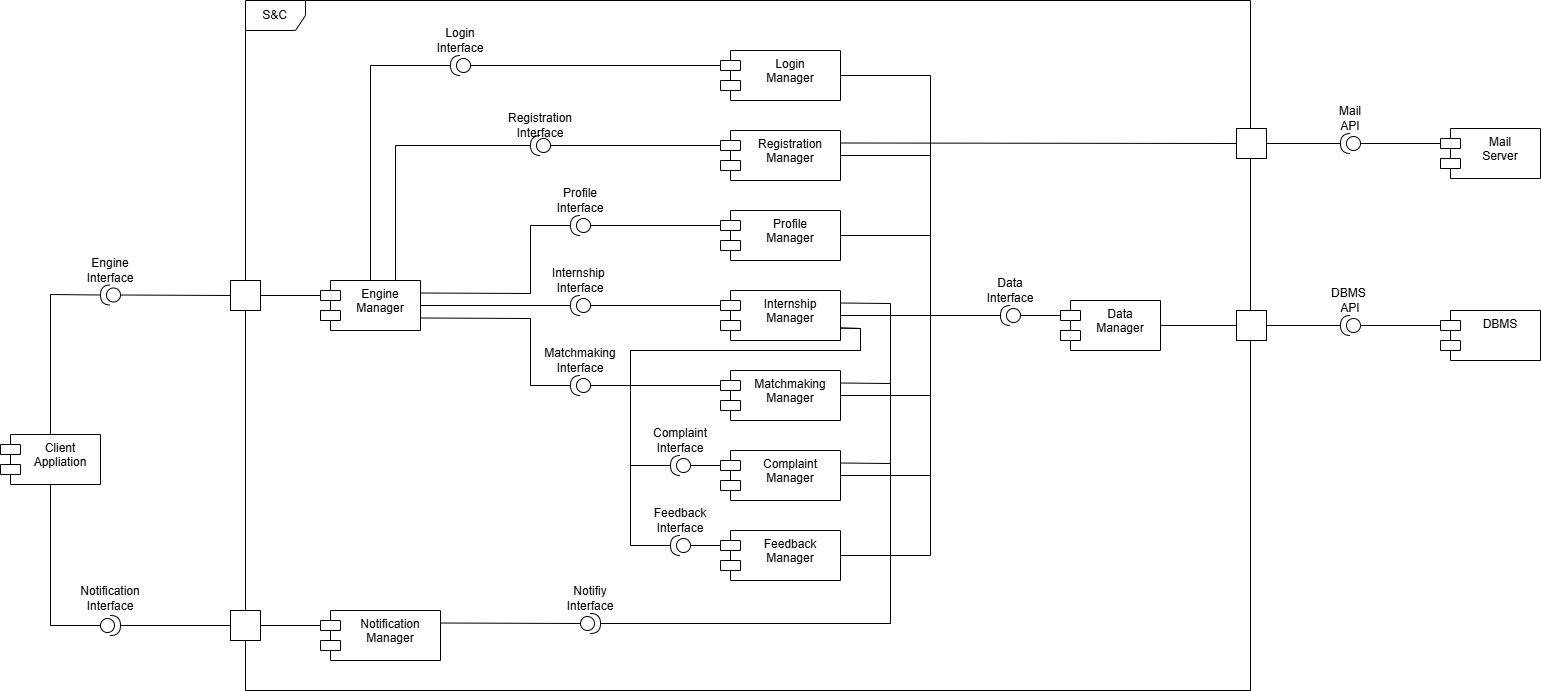 S&C
Login
Interface
Login
Manager
Registration
Interface
Registration
Manager
Mail
API
Mail
Server
Profile
Interface
Profile
Manager
Engine
Interface
Engine
Manager
Internship
Interface
Internship
Manager
Data
Interface
Data
Manager
DBMS
API
DBMS
Matchmaking
Interface
Matchmaking
Manager
Client
Appliation
Complaint
Interface
Complaint
Manager
Feedback
Interface
Feedback
Manager
Notification
Interface
Notification
Manager
Notifiy
Interface